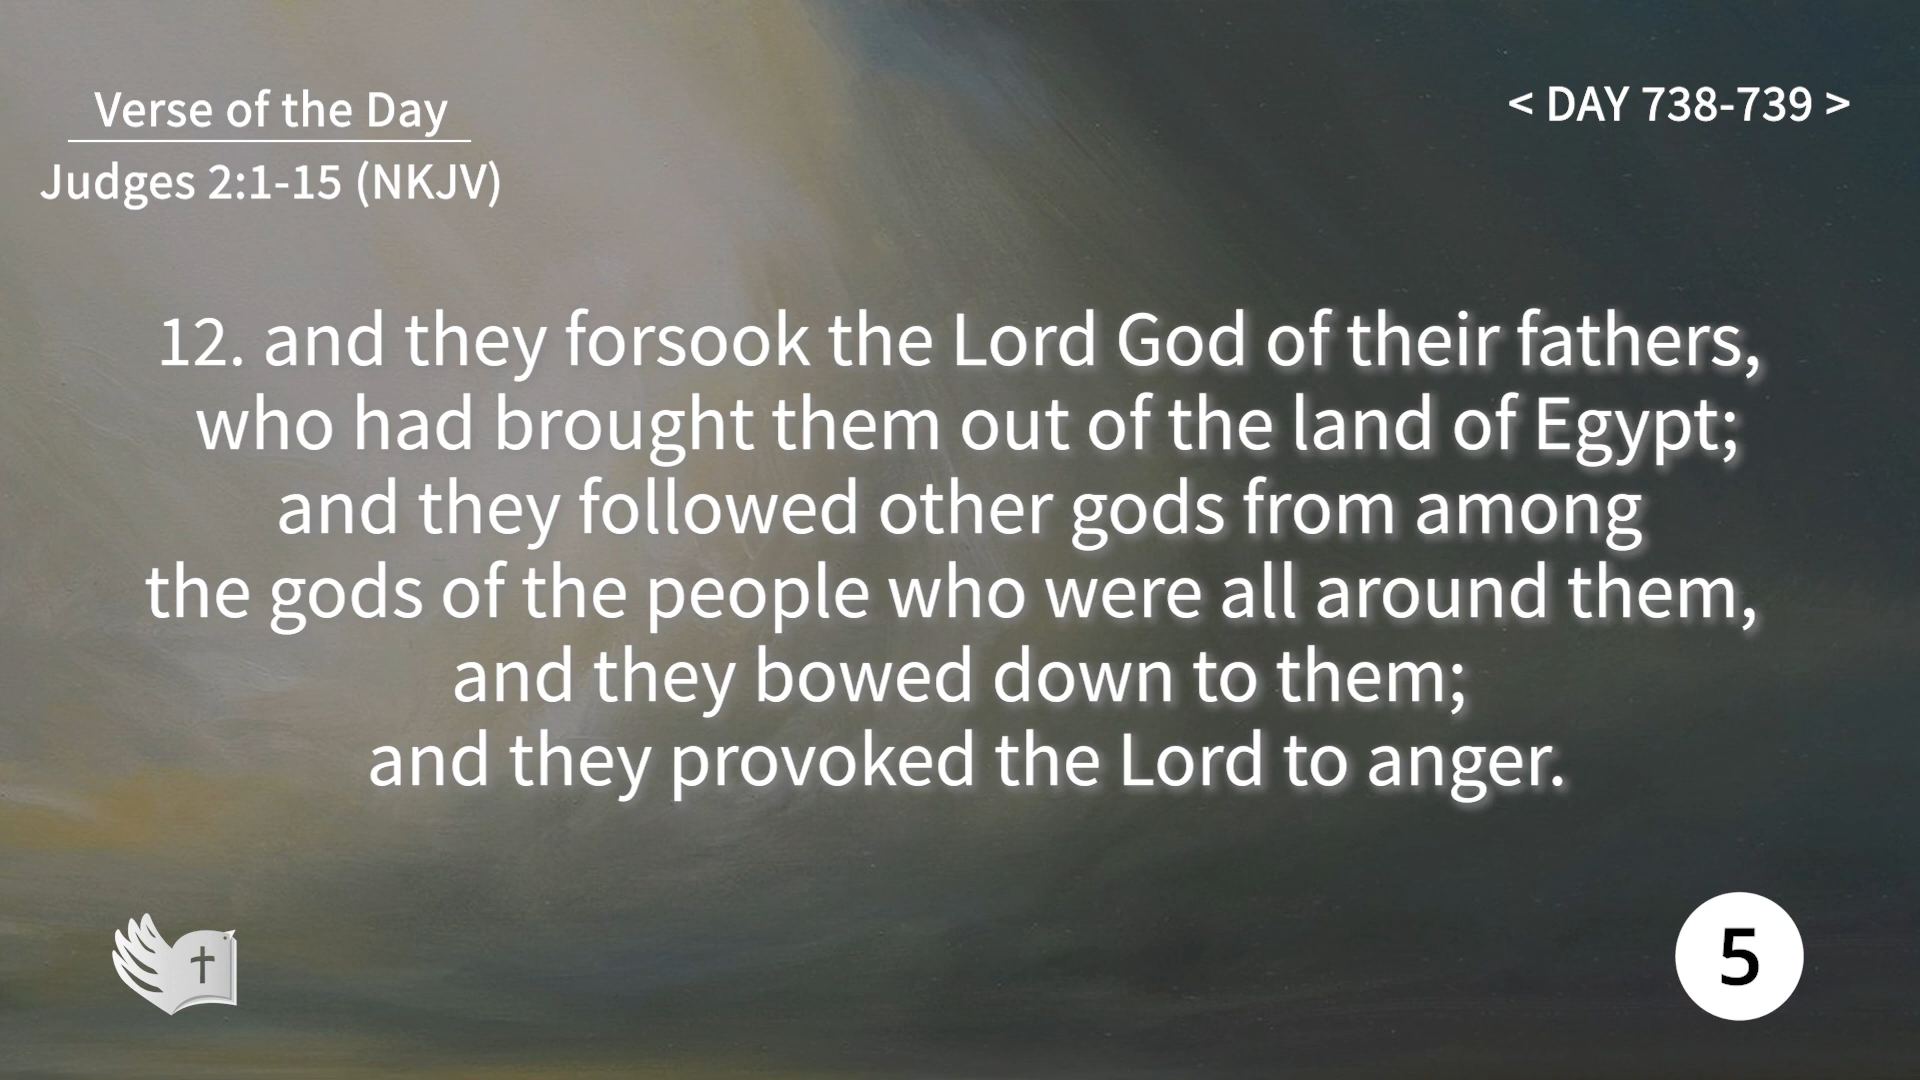 Verse of the Day
Judges 2:1-15 (NKJV)
< DAY 738-739 >
12. and they forsook the Lord God of their fathers,
who had brought them out of the land of Egypt;
and they followed other gods from among
the gods of the people who were all around them,
and they bowed down to them;
and they provoked the Lord to anger.
5